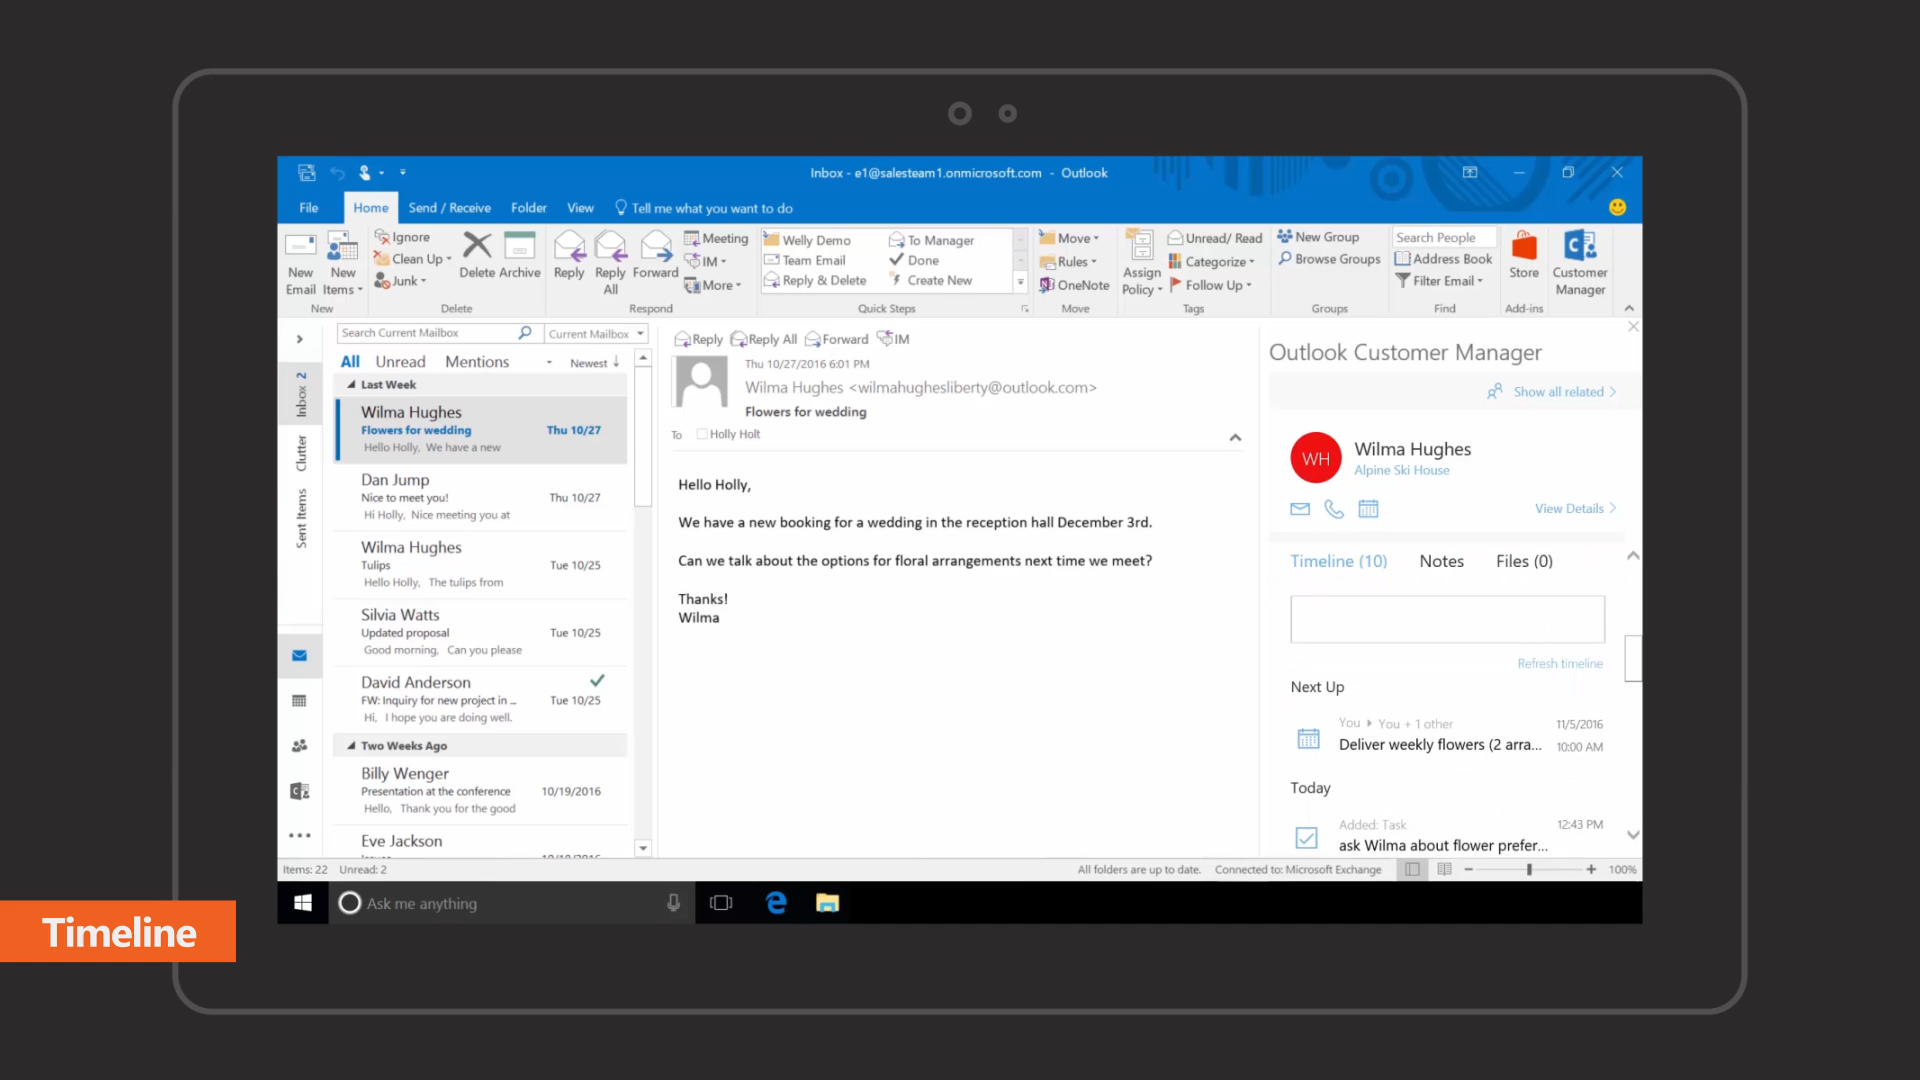 Inbox - e1@salesteam1.onmicrosoft.com - Outlook
File Home Send / Receive Folder View Tell me what you want to do
New Email
New Items
New
Ignore
Clean Up
Junk
Delete Archive
Delete
Reply
Reply All
Forward
Meeting
IM
More
Respond
Welly Demo
Team Email
Reply & Delete
To Manager
Done
Create New
Quick Steps
Move
Rules
OneNote
Move
Assign Policy
Unread/ Read
Categorize
Follow Up
Tags
New Group
Browse Groups
Groups
Search People
Address Book
Filter Email
Find
Store
Add-ins
Customer Manager
Inbox 2
Clutter
Sent Items
Search Current Mailbox Current Mailbox
All Unread Mentions Newest
Last Week
Wilma Hughes
Flowers for wedding Thu 10/27
Hello Holly, We have a new
Dan Jump
Nice to meet you! Thu 10/27
Hi Holly, Nice meeting you at
Wilma Hughes
Tulips Tue 10/25
Hello Holly, The tulips from
Silvia Watts
Updated proposal Tue 10/25
Good morning, Can you please
David Anderson
FW: Inquiry for new project in ... Tue 10/25
Hi, I hope you are doing well.
Two Weeks Ago
Billy Wenger
Presentation at the conference 10/19/2016
Hello, Thank you for the good
Eve Jackson
Reply Reply All Forward IM
Thu 10/27/2016 6:01 PM
Wilma Hughes <wilmahughesliberty@outlook.com>
Flowers for wedding
To Holly Holt
Hello Holly,
We have a new booking for a wedding in the reception hall December 3rd.
Can we talk about the options for floral arrangements next time we meet?
Thanks!
Wilma
Outlook Customer Manager
Show all related
WH
Wilma Hughes
Alpine Ski House
View Details
Timeline (10) Notes Files (0)
Refresh timeline
Next Up
You You + 1 other 11/5/2016
Deliver weekly flowers (2 arra... 10:00 AM
Today
Added: Task 12:43 PM
ask Wilma about flower prefer...
Items: 22 Unread: 2 All folders are up to date. Connected to: Microsoft Exchange 100%
Ask me anything
Timeline